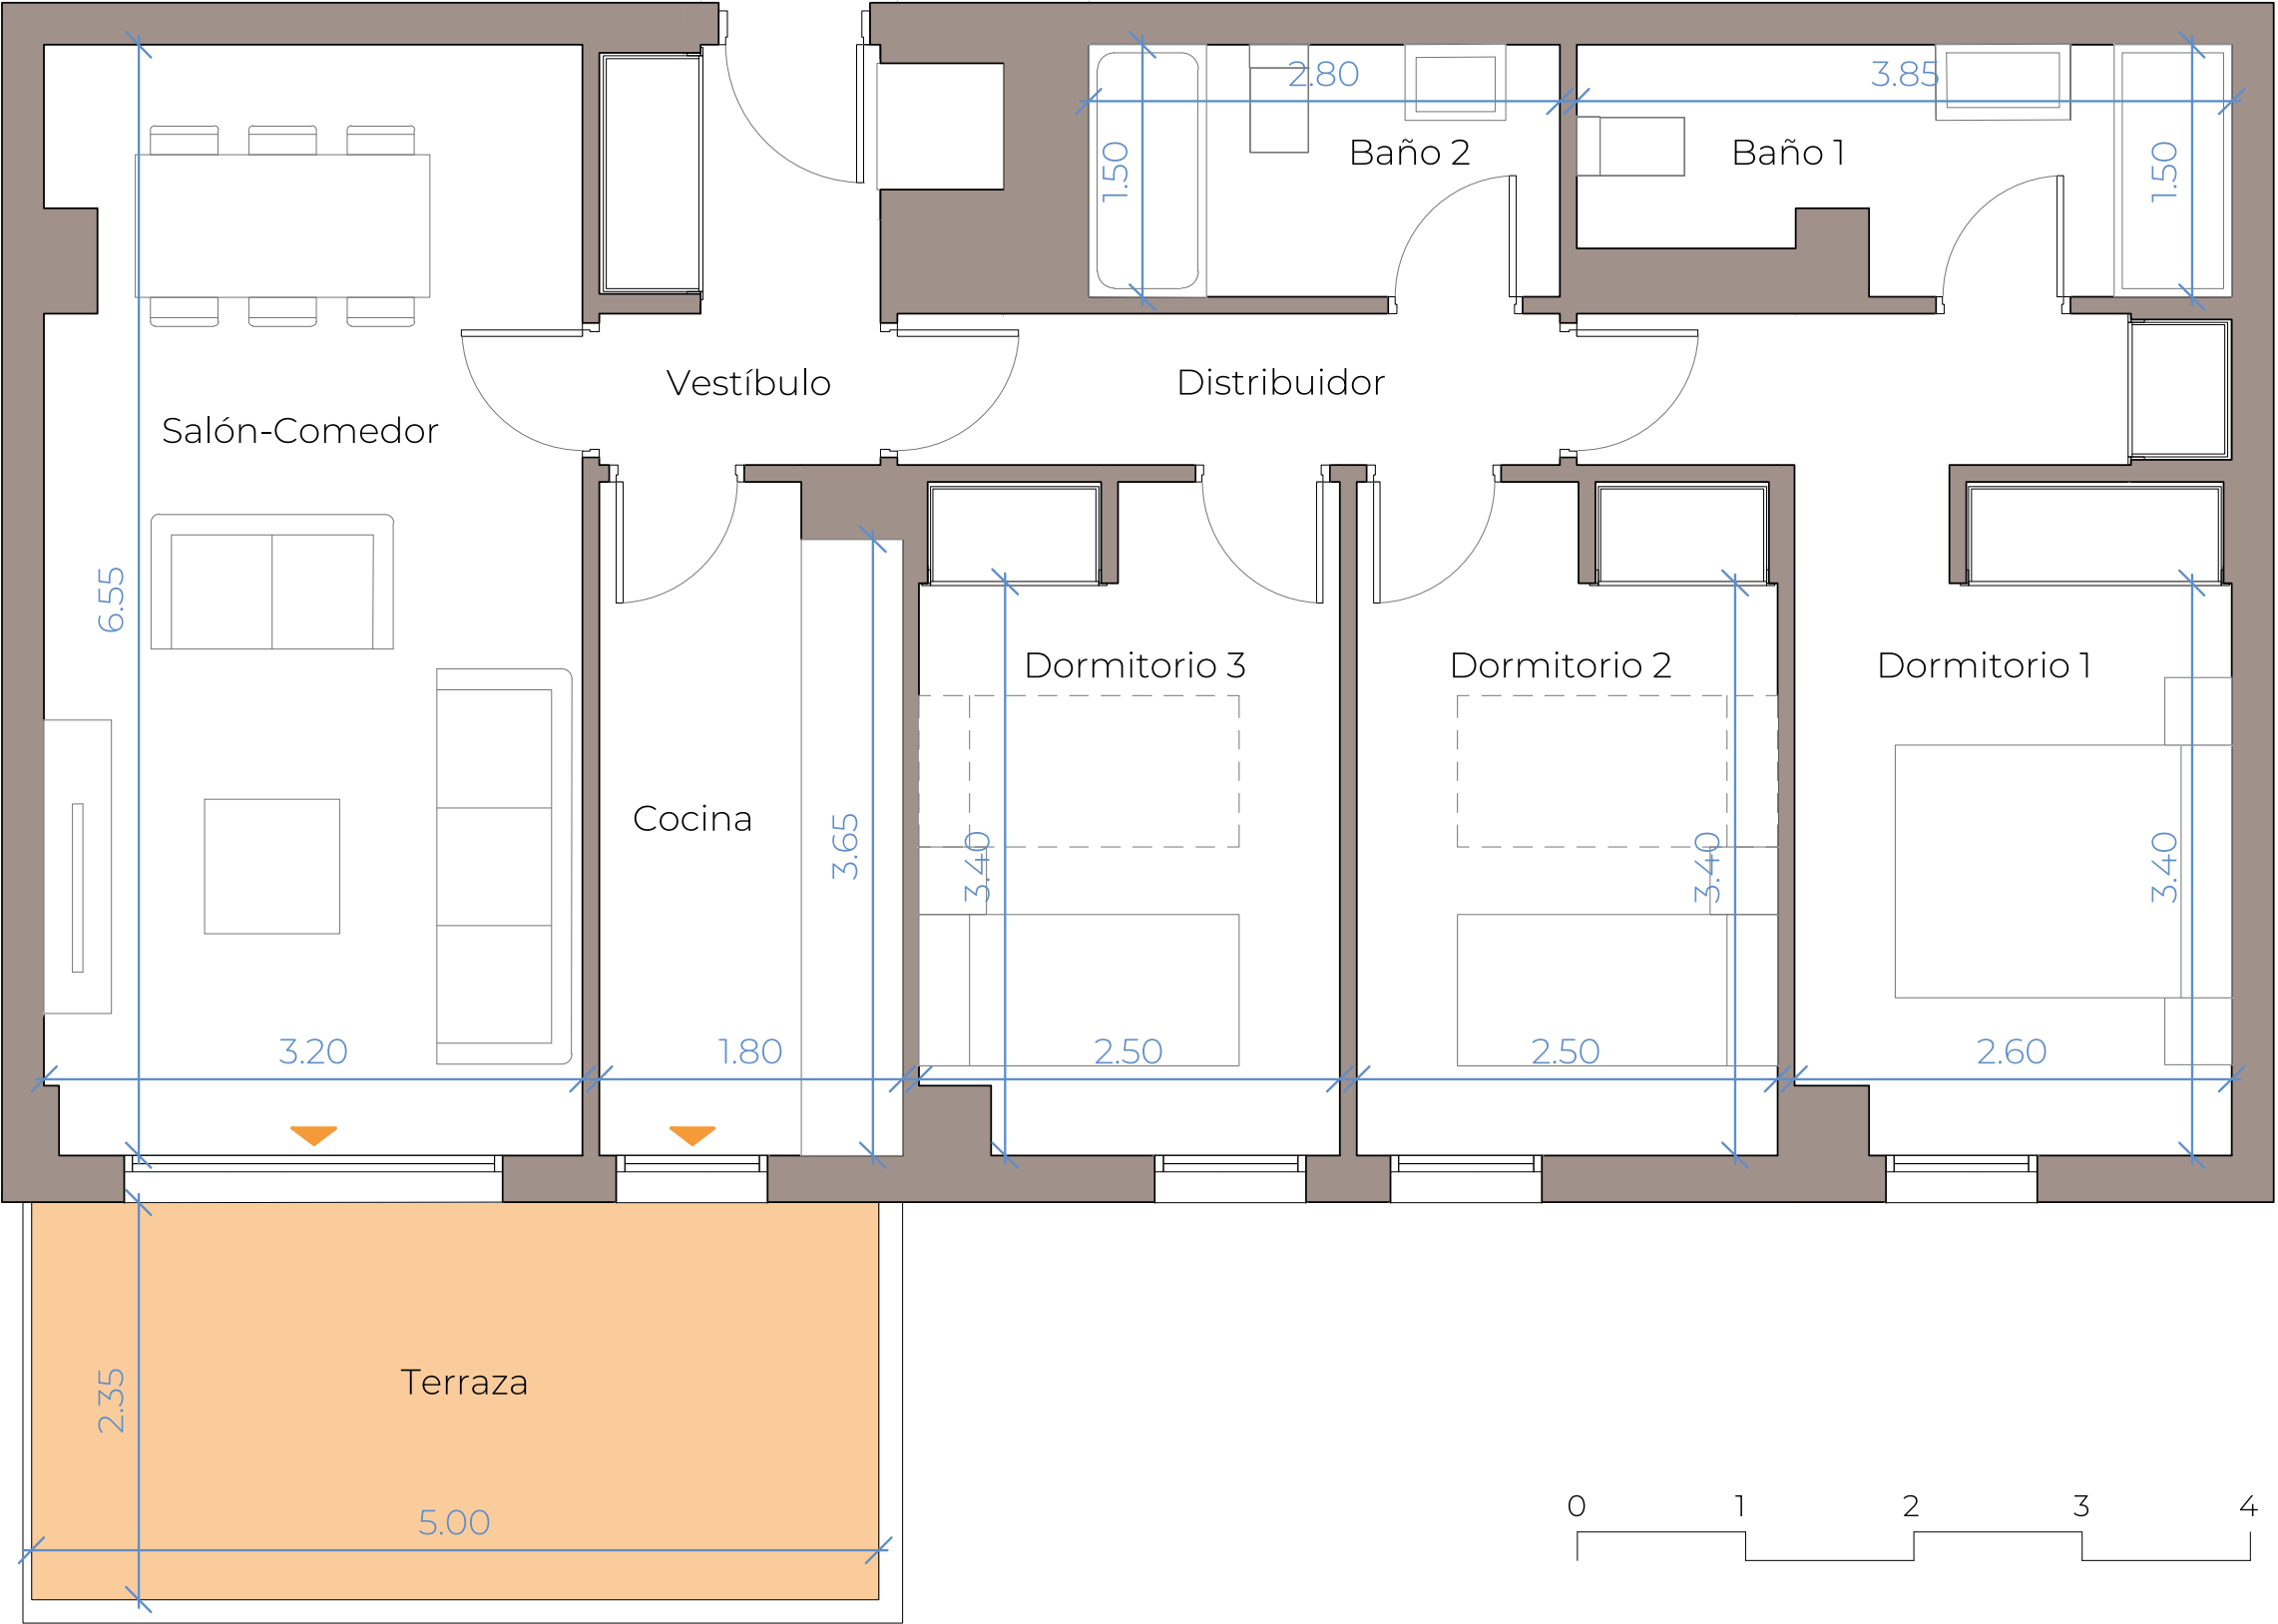 2.80
3.85
Baño 2
Baño 1
1.50
1.50
Vestíbulo
Distribuidor
Salón-Comedor
6.55
Dormitorio 3
Dormitorio 2
Dormitorio 1
Cocina
3.65
3.40
3.40
3.40
3.20
1.80
2.50
2.50
2.60
Terraza
2.35
5.00
0 1 2 3 4